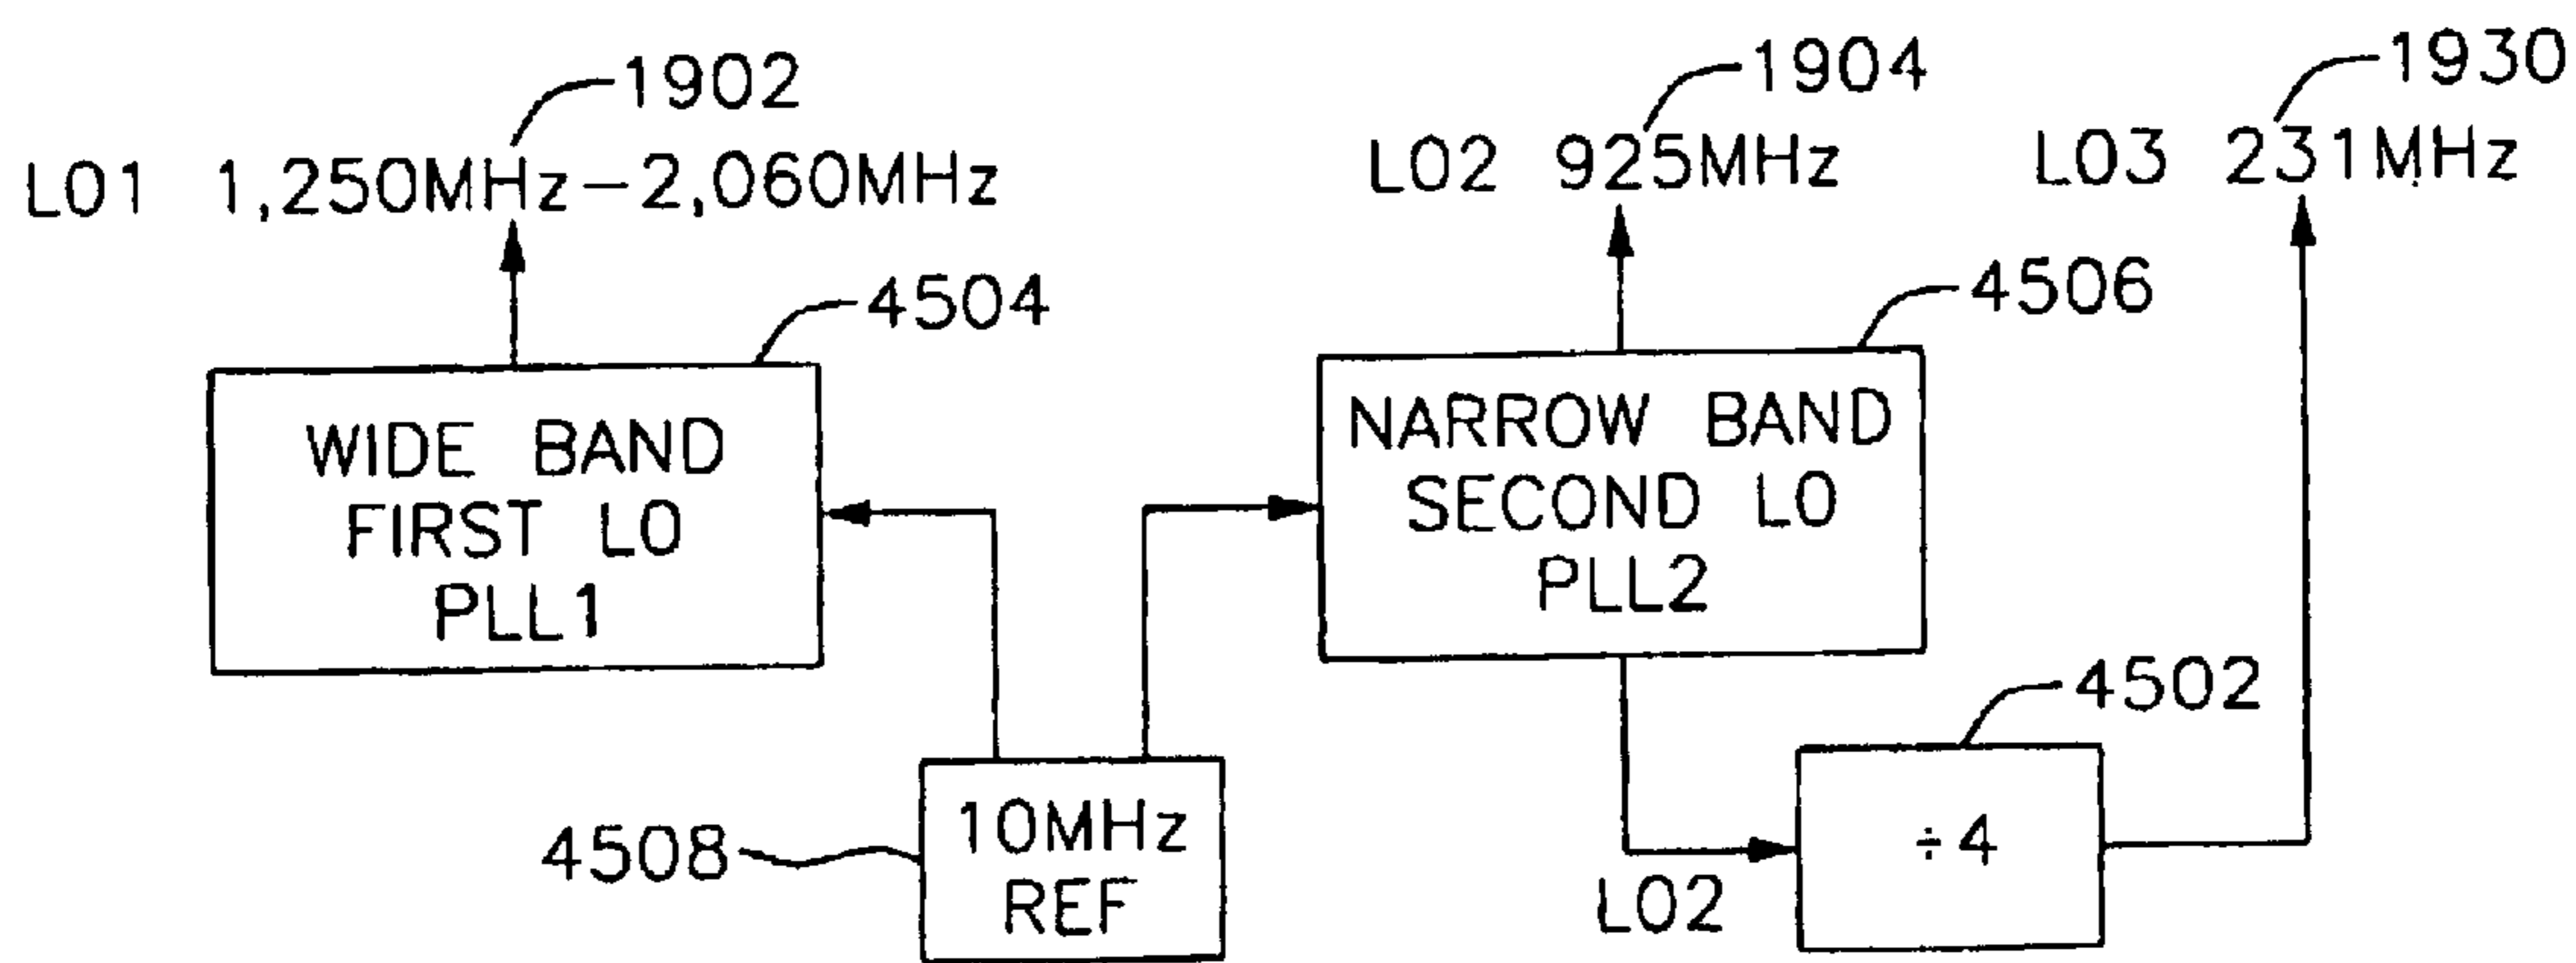 1902
LO1 1,250MHz-2,060MHz
1904
LO2 925MHz
1930
LO3 231MHz
4504
WIDE BAND
FIRST LO
PLL1
4506
NARROW BAND
SECOND LO
PLL2
4508
10MHz
REF
LO2
4502
÷4